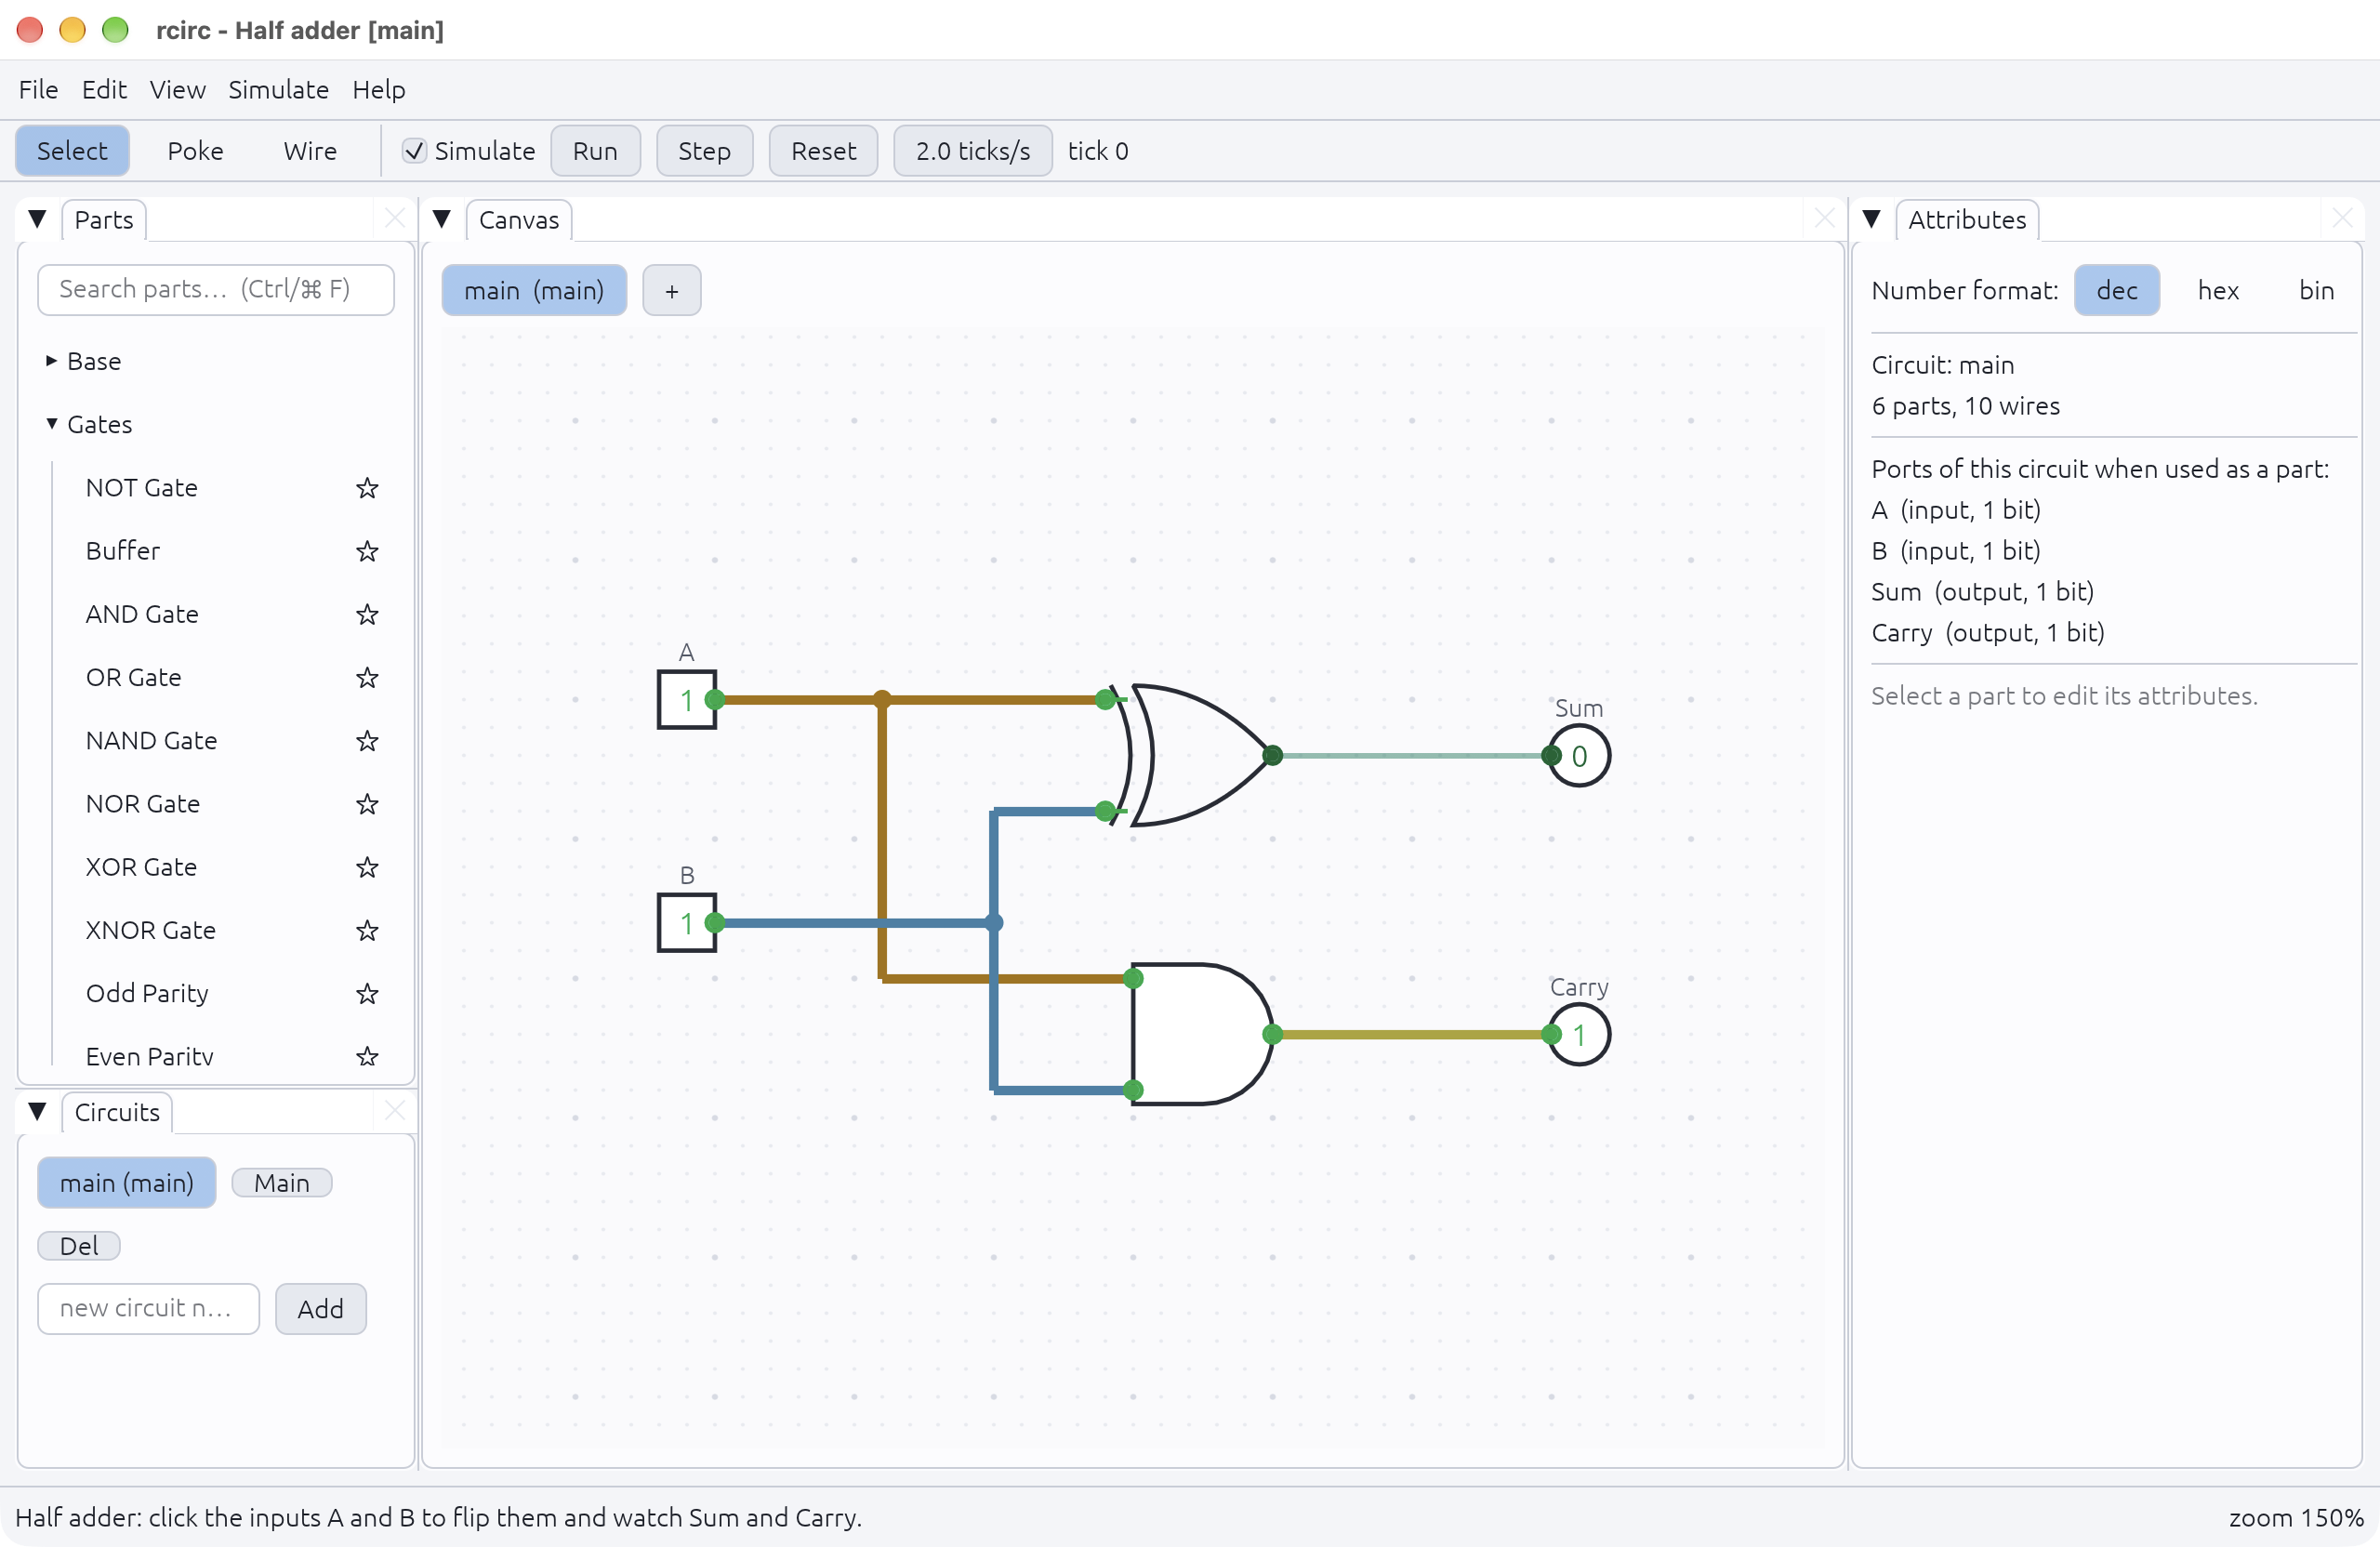 rcirc - Half adder [main]
File Edit View Simulate Help
Select Poke Wire Simulate Run Step Reset 2.0 ticks/s tick 0
Parts
Search parts... (Ctrl/⌘ F)
Base
Gates
NOT Gate
Buffer
AND Gate
OR Gate
NAND Gate
NOR Gate
XOR Gate
XNOR Gate
Odd Parity
Even Parity
Circuits
main (main) Main
Del
new circuit n... Add
Canvas
main (main) +
A
1
B
1
Sum
0
Carry
1
Attributes
Number format: dec hex bin
Circuit: main
6 parts, 10 wires
Ports of this circuit when used as a part:
A (input, 1 bit)
B (input, 1 bit)
Sum (output, 1 bit)
Carry (output, 1 bit)
Select a part to edit its attributes.
Half adder: click the inputs A and B to flip them and watch Sum and Carry.
zoom 150%